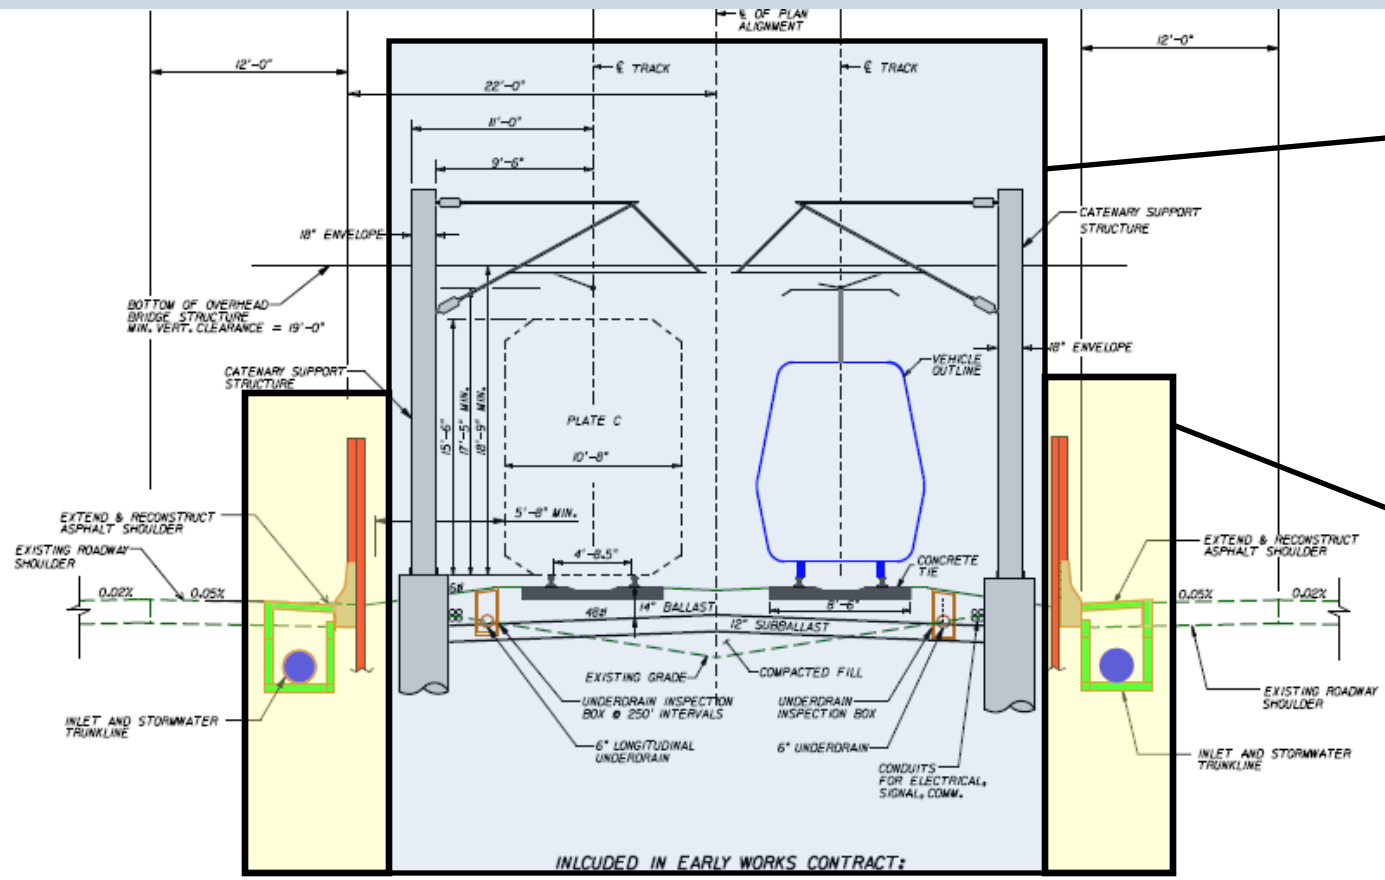 ℄ OF PLAN
ALIGNMENT
12'-0"
12'-0"
℄ TRACK
℄ TRACK
22'-0"
11'-0"
9'-6"
CATENARY SUPPORT
STRUCTURE
18" ENVELOPE
BOTTOM OF OVERHEAD
BRIDGE STRUCTURE
MIN. VERT. CLEARANCE = 19'-0"
18" ENVELOPE
VEHICLE
OUTLINE
CATENARY SUPPORT
STRUCTURE
15'-6"
17'-5" MIN.
18'-9" MIN.
PLATE C
10'-8"
5'-8" MIN.
EXTEND & RECONSTRUCT
ASPHALT SHOULDER
EXISTING ROADWAY
SHOULDER
EXTEND & RECONSTRUCT
ASPHALT SHOULDER
4'-8.5"
CONCRETE
TIE
0.02%
0.05%
0.05%
0.02%
14" BALLAST
8'-6"
48:1
12" SUBBALLAST
EXISTING GRADE
COMPACTED FILL
UNDERDRAIN INSPECTION
BOX @ 250' INTERVALS
UNDERDRAIN
INSPECTION BOX
EXISTING ROADWAY
SHOULDER
INLET AND STORMWATER
TRUNKLINE
6" LONGITUDINAL
UNDERDRAIN
6" UNDERDRAIN
INLET AND STORMWATER
TRUNKLINE
CONDUITS
FOR ELECTRICAL,
SIGNAL, COMM.
INLCUDED IN EARLY WORKS CONTRACT: